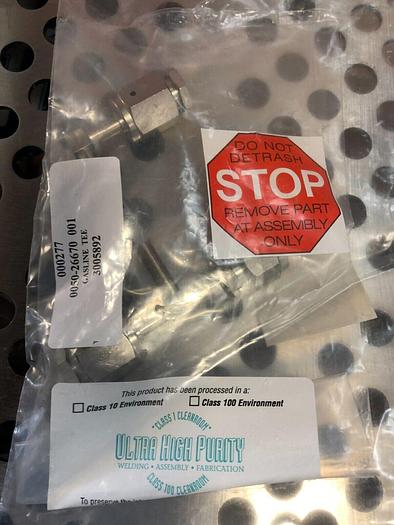 DO NOT
DETRASH
STOP
REMOVE PART
AT ASSEMBLY
ONLY
000277
0050-26670 001
GASLINE TEE
3005892
This product has been processed in a:
Class 10 Environment
Class 100 Environment
"CLASS 1 CLEANROOM"
ULTRA HIGH PURITY
WELDING • ASSEMBLY • FABRICATION
CLASS 100 CLEANROOM
To preserve the